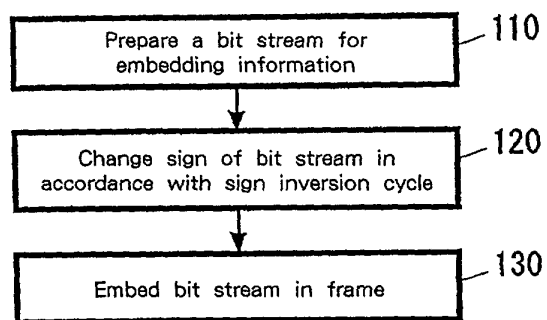 Prepare a bit stream for
embedding information
110
Change sign of bit stream in
accordance with sign inversion cycle
120
Embed bit stream in frame
130